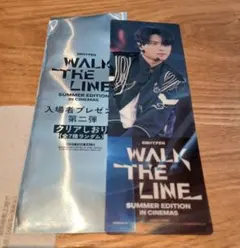 ENHYPEN
WALK
THE
LINE
SUMMER EDITION
IN CINEMAS
入場者プレゼン
第二弾
クリアしおり
ENHYPEN
WALK
THE
LINE
SUMMER EDITION
IN CINEMAS